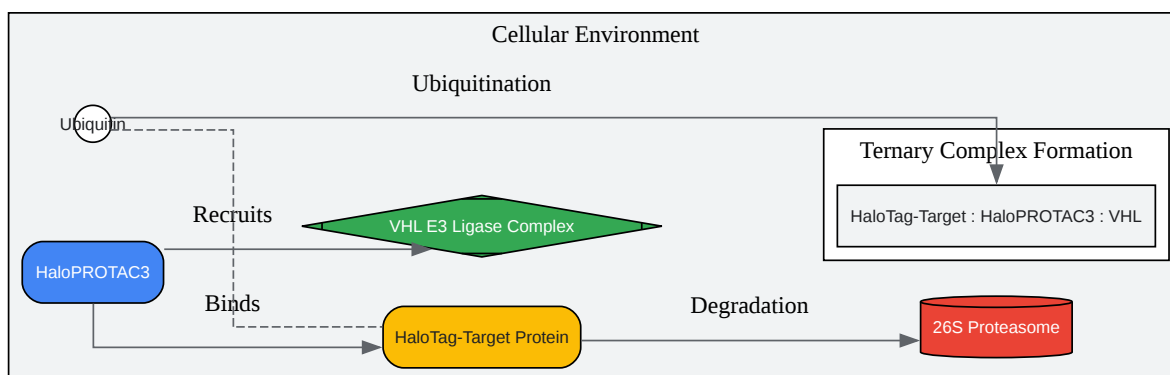 Cellular Environment
Ubiquitination
Ubiquitin
Ternary Complex Formation
HaloTag-Target : HaloPROTAC3 : VHL
Recruits
VHL E3 Ligase Complex
HaloPROTAC3
Binds
Degradation
HaloTag-Target Protein
26S Proteasome